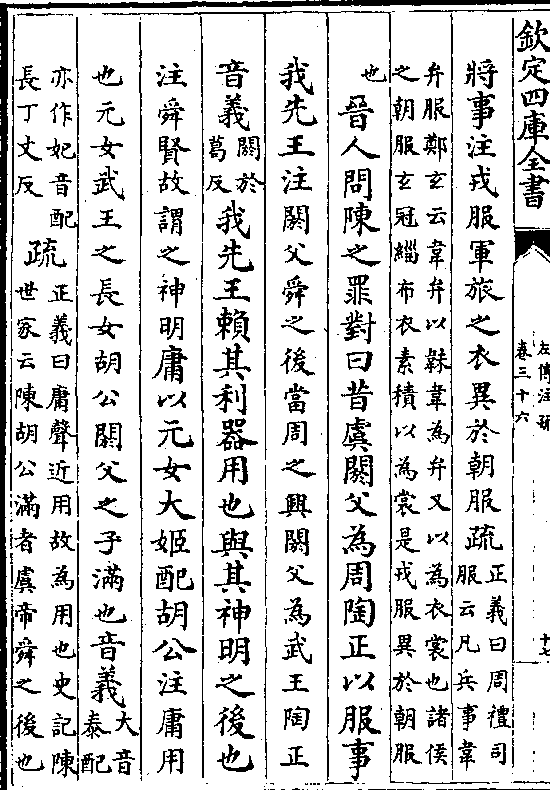 欽定四庫全書
左傳注疏
卷三十六
十七
將事注戎服軍旅之衣異於朝服疏正義曰周禮司
服云凡兵事韋
弁服鄭𤣥云韋弁以韎韋為弁又以為衣裳也諸侯
之朝服𤣥冠緇布衣素積以為裳是戎服異於朝服
也
晉人問陳之罪對曰昔虞閼父為周陶正以服事
我先王注閼父舜之後當周之興閼父為武王陶正
音義閼於
葛反我先王賴其利器用也與其神明之後也
注舜賢故謂之神明庸以元女大姬配胡公注庸用
也元女武王之長女胡公閼父之子滿也音義大音
泰配
亦作妃音配
長丁丈反疏正義曰庸聲近用故為用也史記陳
世家云陳胡公滿者虞帝舜之後也